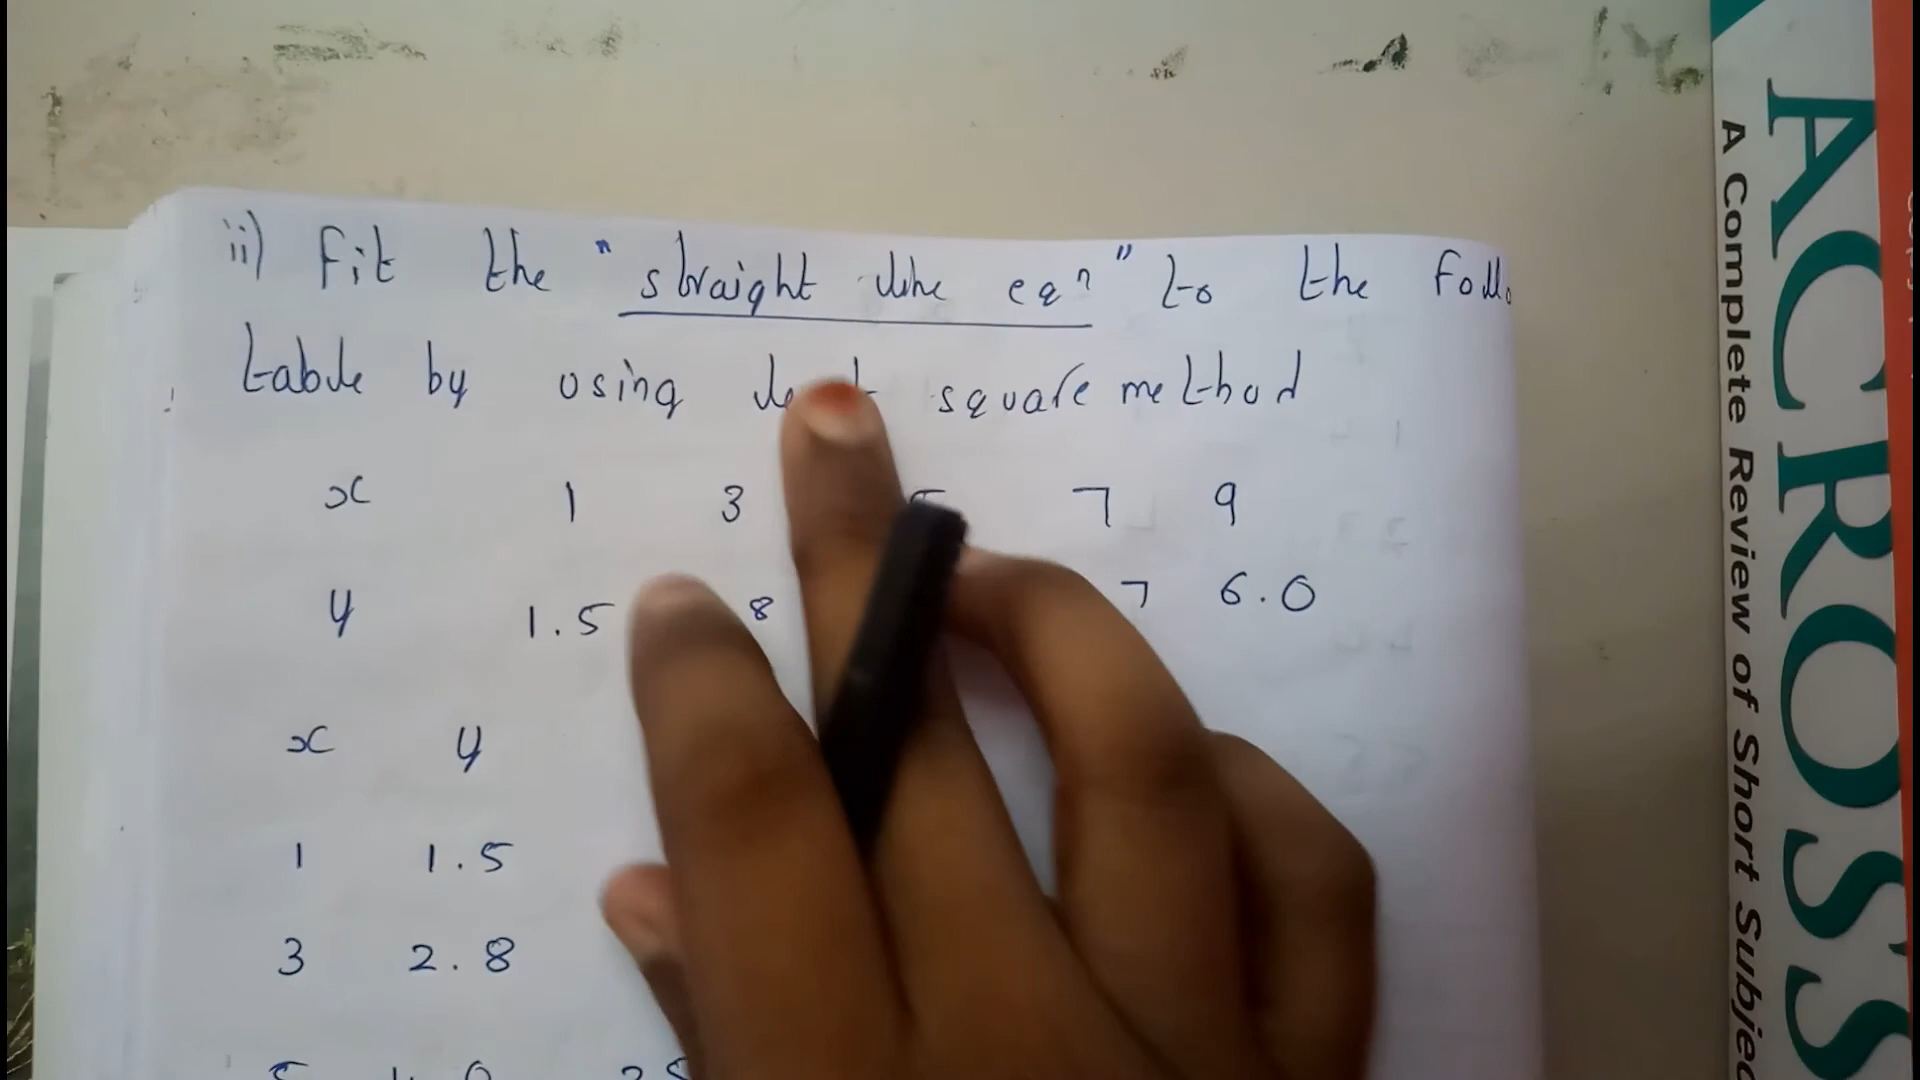 ii) Fit the "straight line eqn" to the Follo
table by using square method
x 1 3 7 9
y 1.5 8 7 6.0
x y
1 1.5
3 2.8
ACROSS
A Complete Review of Short Subjec